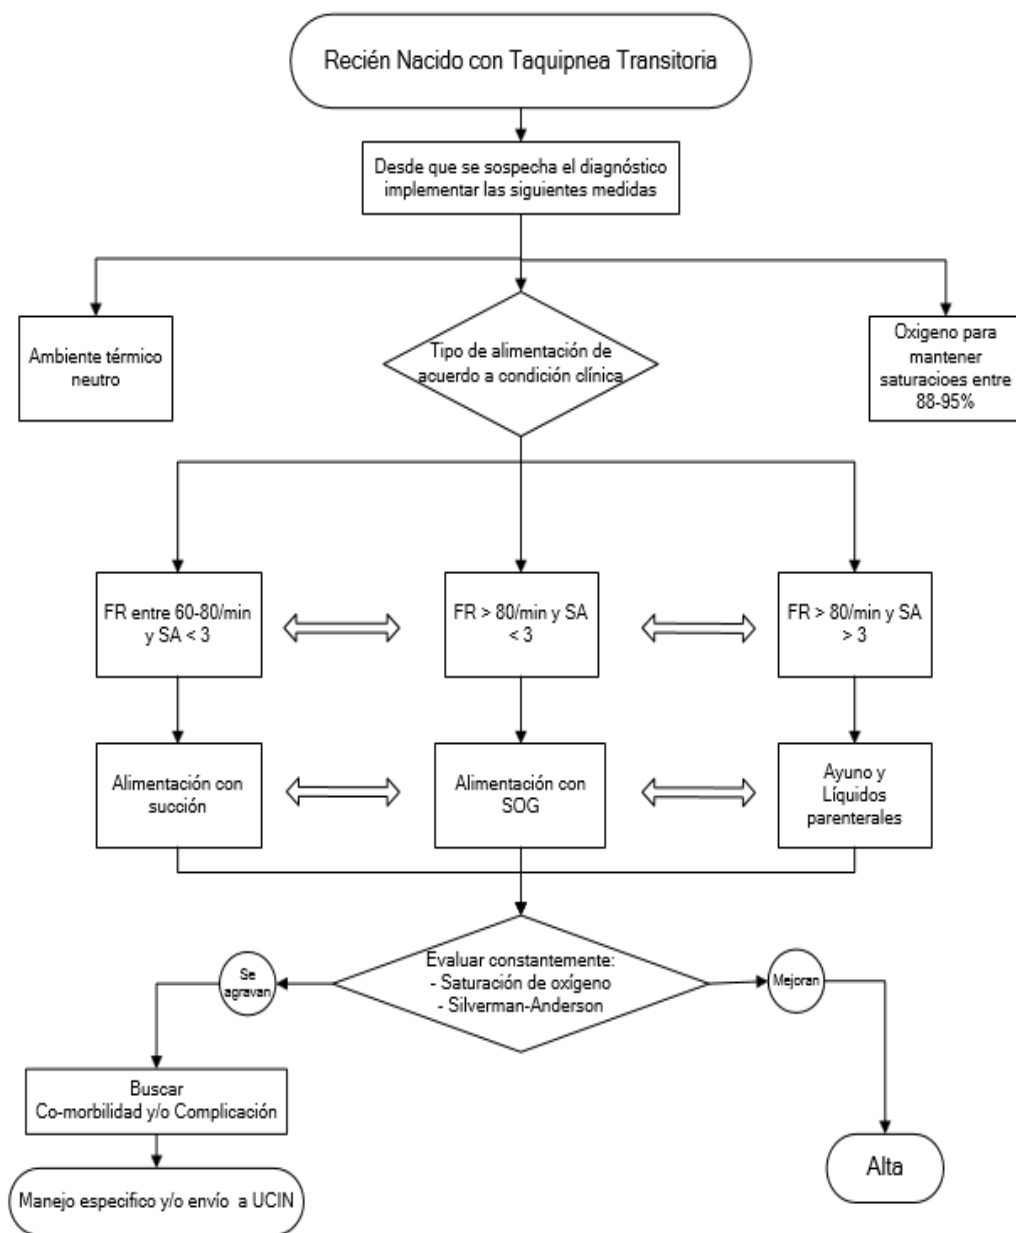 Recién Nacido con Taquipnea Transitoria
Desde que se sospecha el diagnóstico
implementar las siguientes medidas
Ambiente térmico
neutro
Tipo de alimentación de
acuerdo a condición clínica
Oxigeno para
mantener
saturacioes entre
88-95%
FR entre 60-80/min
y SA < 3
FR > 80/min y SA
< 3
FR > 80/min y SA
> 3
Alimentación con
succión
Alimentación con
SOG
Ayuno y
Líquidos
parenterales
Evaluar constantemente:
- Saturación de oxígeno
- Silverman-Anderson
Se
agravan
Mejoran
Buscar
Co-morbilidad y/o Complicación
Manejo especifico y/o envío a UCIN
Alta